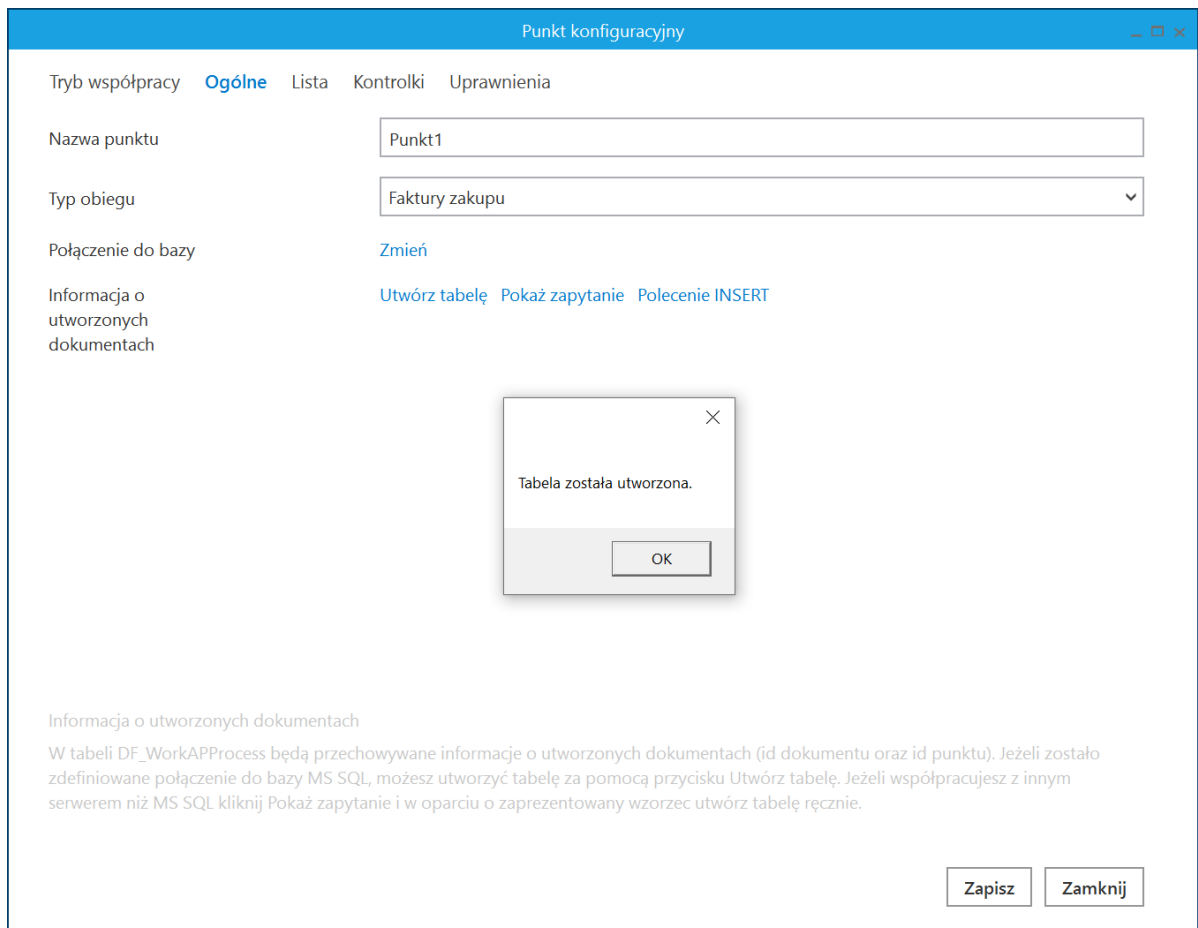 Punkt konfiguracyjny
Tryb współpracy Ogólne Lista Kontrolki Uprawnienia
Nazwa punktu Punkt1
Typ obiegu Faktury zakupu
Połączenie do bazy Zmień
Informacja o Utwórz tabelę Pokaż zapytanie Polecenie INSERT
utworzonych
dokumentach
Tabela została utworzona.
OK
Informacja o utworzonych dokumentach
W tabeli DF_WorkAPProcess będą przechowywane informacje o utworzonych dokumentach (id dokumentu oraz id punktu). Jeżeli zostało
zdefiniowane połączenie do bazy MS SQL, możesz utworzyć tabelę za pomocą przycisku Utwórz tabelę. Jeżeli współpracujesz z innym
serwerem niż MS SQL kliknij Pokaż zapytanie i w oparciu o zaprezentowany wzorzec utwórz tabelę ręcznie.
Zapisz Zamknij